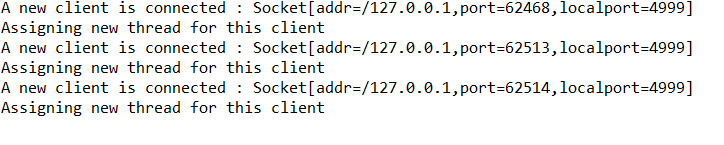 A new client is connected : Socket[addr=/127.0.0.1,port=62468,localport=4999]
Assigning new thread for this client
A new client is connected : Socket[addr=/127.0.0.1,port=62513,localport=4999]
Assigning new thread for this client
A new client is connected : Socket[addr=/127.0.0.1,port=62514,localport=4999]
Assigning new thread for this client